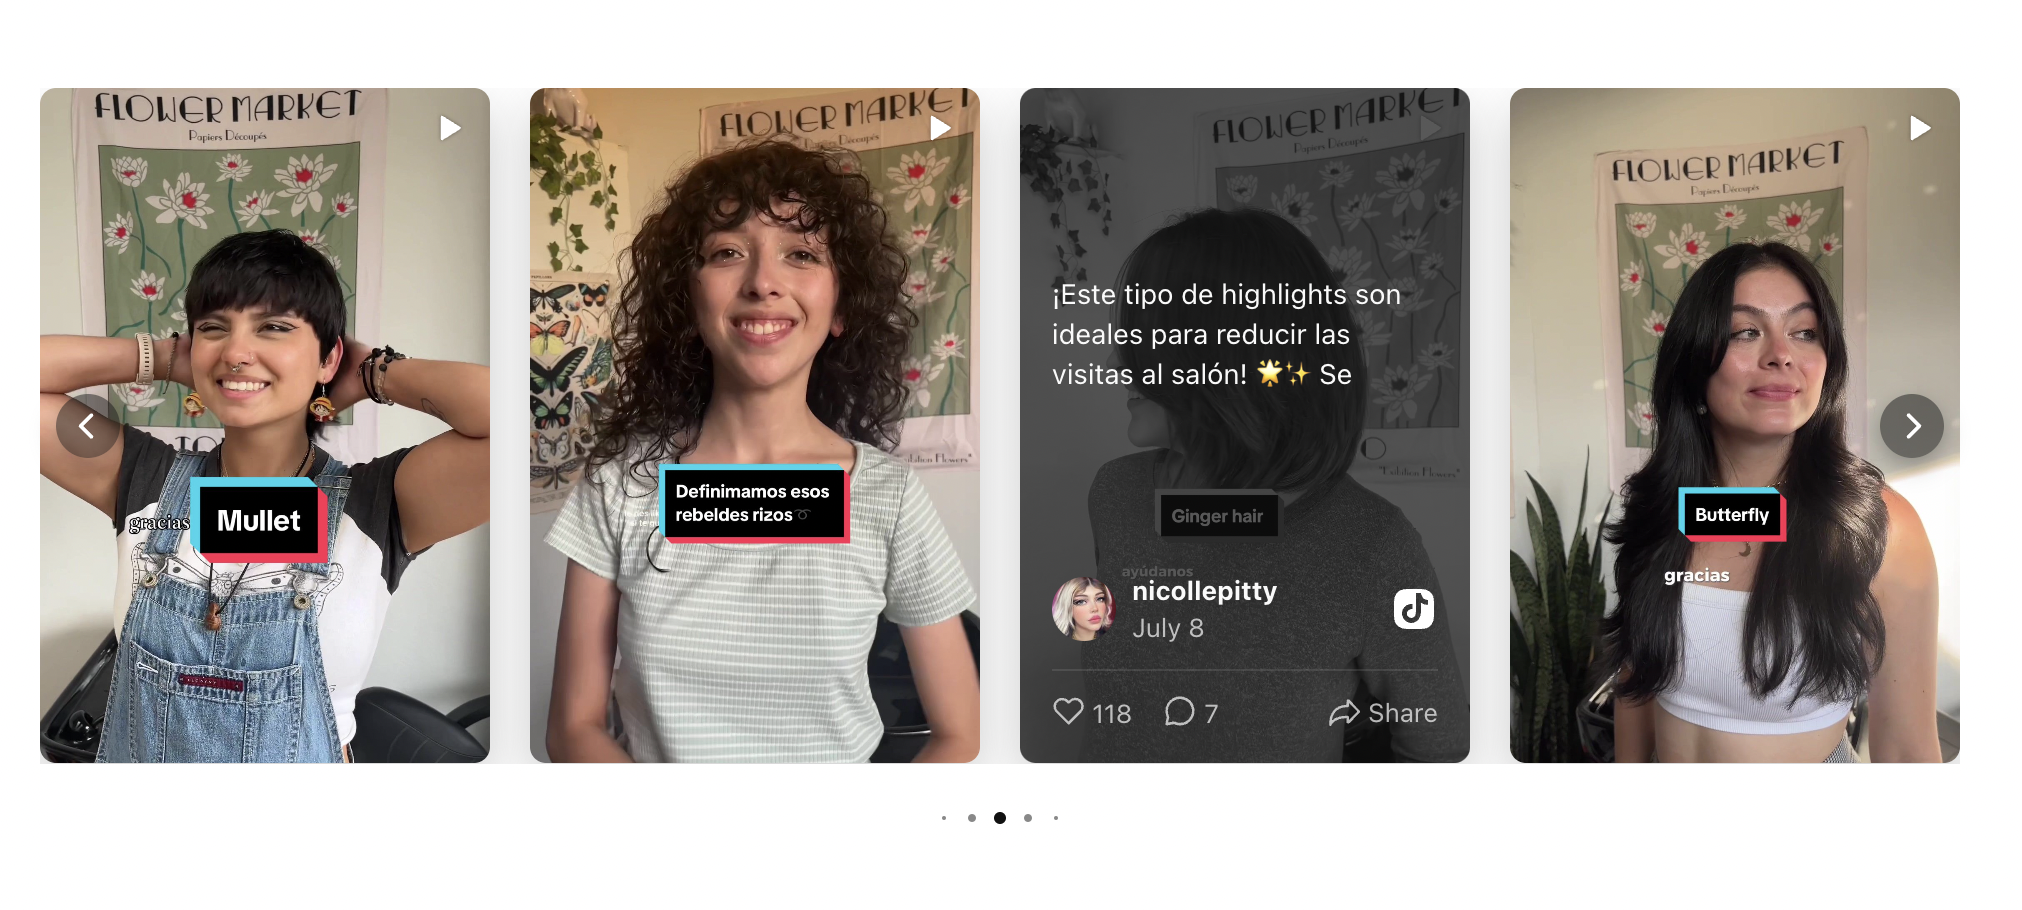 FLOWER MARKET
Papiers Découpés
gracias
Mullet
FLOWER MARKET
Definimamos esos
rebeldes rizos➰
FLOWER MARKET
Papiers Découpés
¡Este tipo de highlights son
ideales para reducir las
visitas al salón! 🌟✨ Se
Ginger hair
ayúdanos
nicollepitty
July 8
118
7
Share
FLOWER MARKET
Papiers Découpés
Butterfly
gracias